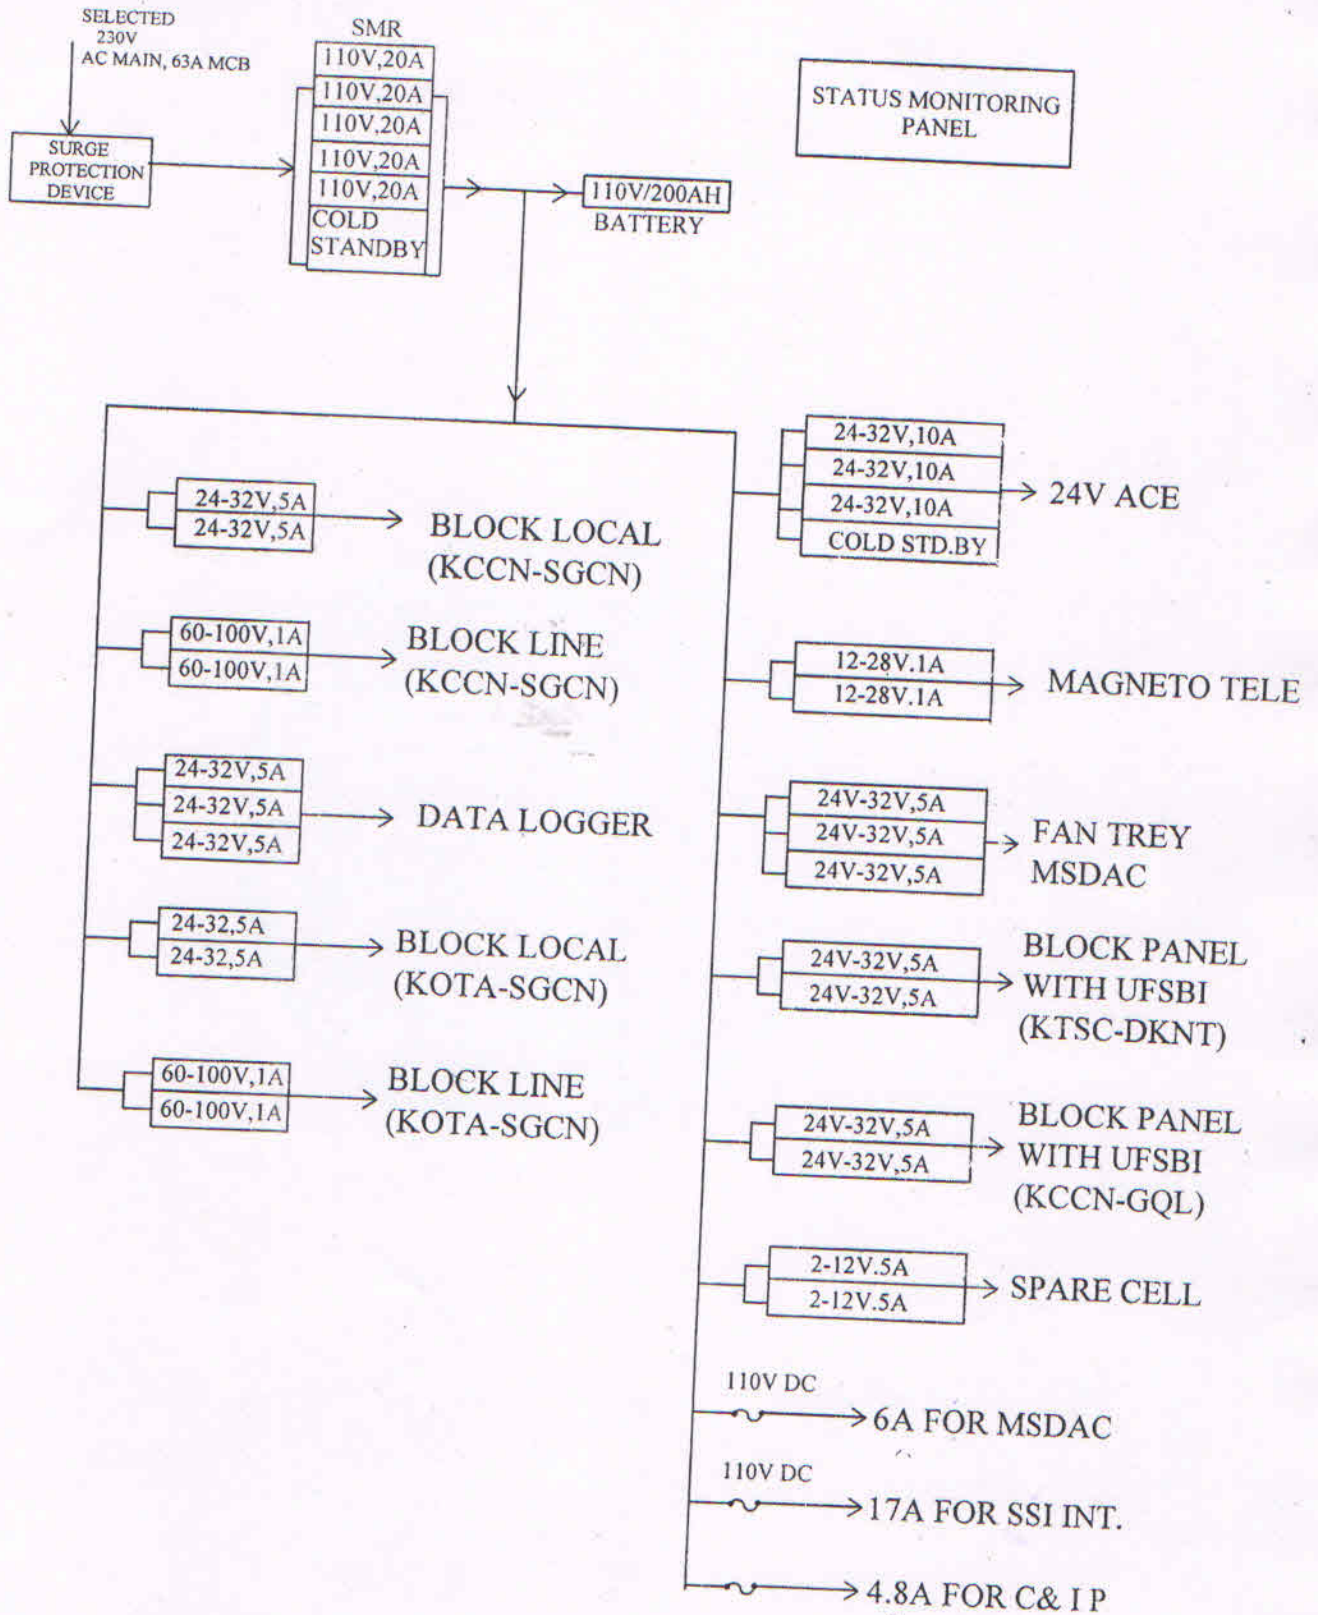 SELECTED
230V
AC MAIN, 63A MCB
SURGE
PROTECTION
DEVICE
SMR
110V,20A
110V,20A
110V,20A
110V,20A
110V,20A
COLD
STANDBY
110V/200AH
BATTERY
STATUS MONITORING
PANEL
24-32V,5A
24-32V,5A
BLOCK LOCAL
(KCCN-SGCN)
60-100V,1A
60-100V,1A
BLOCK LINE
(KCCN-SGCN)
24-32V,5A
24-32V,5A
24-32V,5A
DATA LOGGER
24-32,5A
24-32,5A
BLOCK LOCAL
(KOTA-SGCN)
60-100V,1A
60-100V,1A
BLOCK LINE
(KOTA-SGCN)
24-32V,10A
24-32V,10A
24-32V,10A
COLD STD.BY
24V ACE
12-28V.1A
12-28V.1A
MAGNETO TELE
24V-32V,5A
24V-32V,5A
24V-32V,5A
FAN TREY
MSDAC
24V-32V,5A
24V-32V,5A
BLOCK PANEL
WITH UFSBI
(KTSC-DKNT)
24V-32V,5A
24V-32V,5A
BLOCK PANEL
WITH UFSBI
(KCCN-GQL)
2-12V.5A
2-12V.5A
SPARE CELL
110V DC
6A FOR MSDAC
110V DC
17A FOR SSI INT.
4.8A FOR C& I P